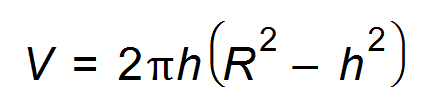 V = 2πh(R² – h²)